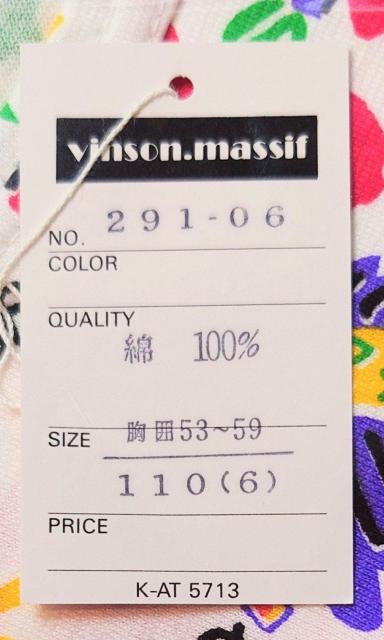 vinson.massif
NO. 291-06
COLOR
QUALITY
綿 100%
SIZE 胸囲53~59
110(6)
PRICE
K-AT 5713